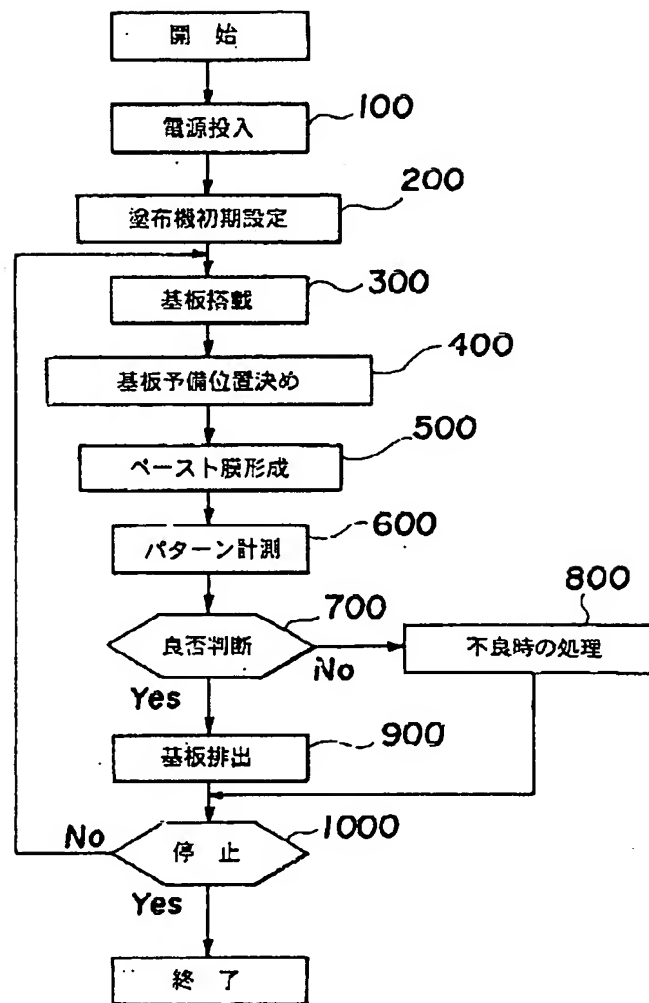 開 始
電源投入
100
塗布機初期設定
200
基板搭載
300
基板予備位置決め
400
ペースト膜形成
500
パターン計測
600
良否判断
700
No
Yes
不良時の処理
800
基板排出
900
停 止
1000
No
Yes
終 了